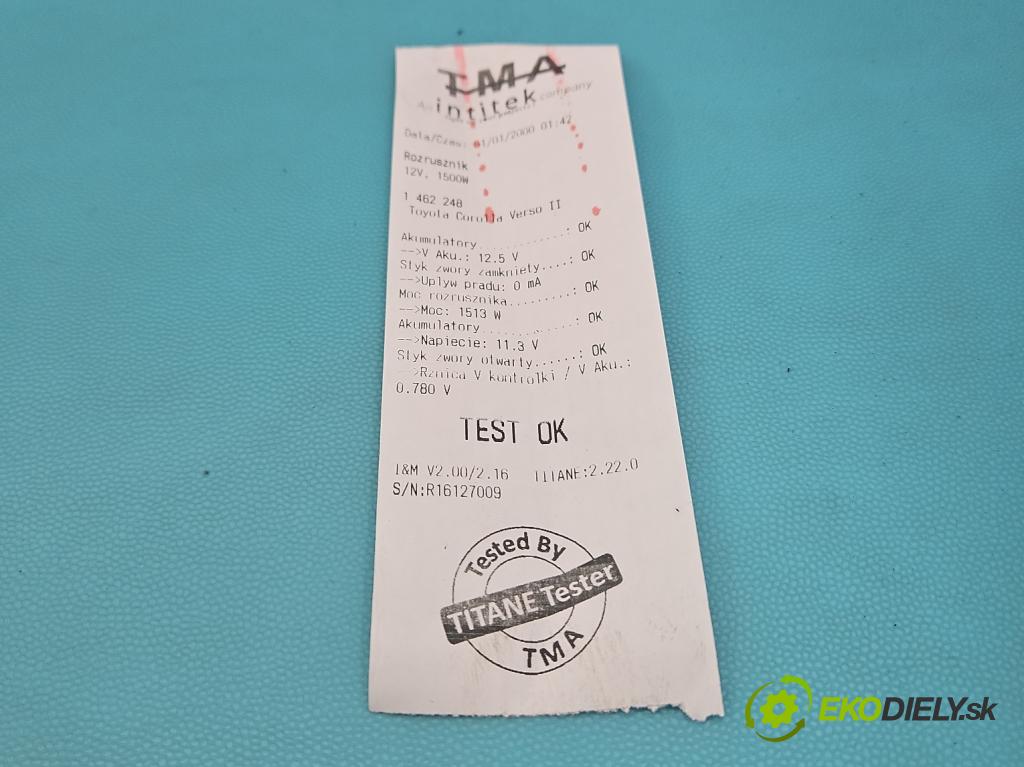 TMA
intitek
company
Data/Czas: 01/01/2000 01:42
Rozrusznik
12V, 1500W
1 462 248
Toyota Corolla Verso II
Akumulatory...........: OK
-->V Aku.: 12.5 V
Styk zwory zamkniety....: OK
-->Uplyw pradu: 0 mA
Moc rozrusznika.........: OK
-->Moc: 1513 W
Akumulatory.............: OK
-->Napiecie: 11.3 V
Styk zwory otwarty......: OK
-->Rznica V kontrolki / V Aku.:
0.780 V
TEST OK
I&M V2.00/2.16 TITANE:2.22.0
S/N:R16127009
Tested By
TITANE Tester
TMA
EKODIELY.sk